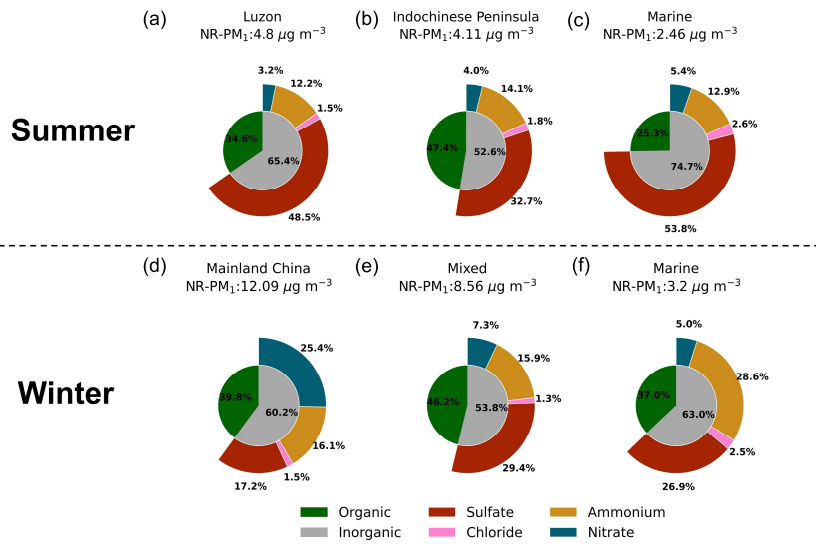 (a)
Luzon
NR-PM₁:4.8 μg m⁻³
3.2%
12.2%
1.5%
34.6%
65.4%
48.5%
(b)
Indochinese Peninsula
NR-PM₁:4.11 μg m⁻³
4.0%
14.1%
1.8%
47.4%
52.6%
32.7%
(c)
Marine
NR-PM₁:2.46 μg m⁻³
5.4%
12.9%
2.6%
25.3%
74.7%
53.8%
Summer
(d)
Mainland China
NR-PM₁:12.09 μg m⁻³
25.4%
39.8%
60.2%
16.1%
1.5%
17.2%
(e)
Mixed
NR-PM₁:8.56 μg m⁻³
7.3%
15.9%
1.3%
46.2%
53.8%
29.4%
(f)
Marine
NR-PM₁:3.2 μg m⁻³
5.0%
28.6%
37.0%
63.0%
2.5%
26.9%
Winter
Organic
Sulfate
Ammonium
Inorganic
Chloride
Nitrate